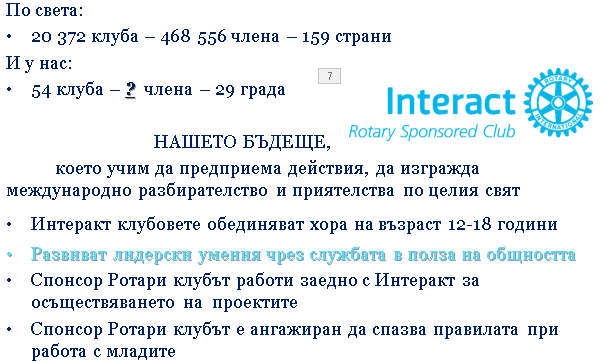 По света:
• 20 372 клуба – 468 556 члена – 159 страни
И у нас:
• 54 клуба – ? члена – 29 града
7
Interact
Rotary Sponsored Club
ROTARY
INTERNATIONAL
НАШЕТО БЪДЕЩЕ,
което учим да предприема действия, да изгражда
международно разбирателство и приятелства по целия свят
• Интеракт клубовете обединяват хора на възраст 12-18 години
• Развиват лидерски умения чрез службата в полза на общността
• Спонсор Ротари клубът работи заедно с Интеракт за
осъществяването на проектите
• Спонсор Ротари клубът е ангажиран да спазва правилата при
работа с младите